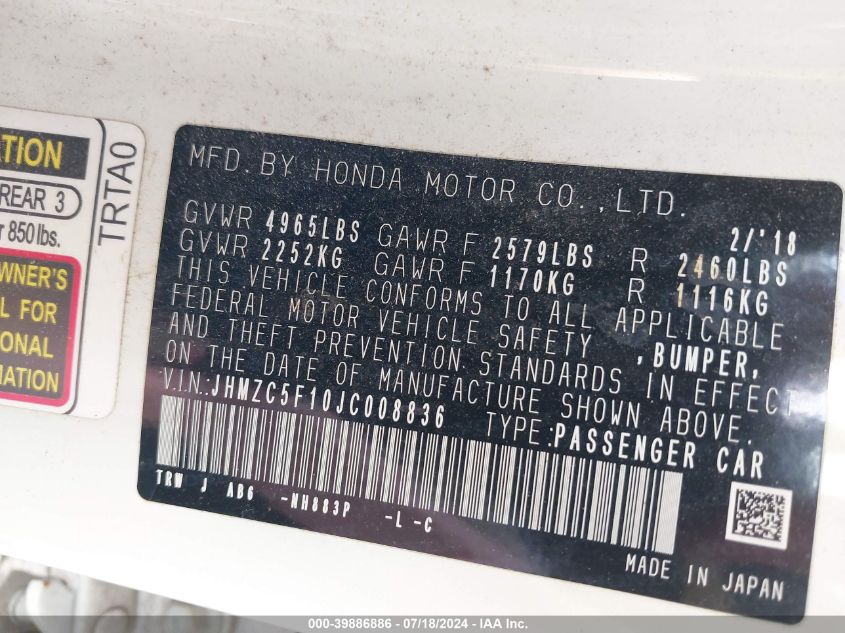 ATION
REAR 3
r 850 lbs.
TRTA0
WNER'S
L FOR
ONAL
MATION
MFD. BY HONDA MOTOR CO.,LTD.
2/'18
GVWR 4965LBS GAWR F 2579LBS R 2460LBS
GVWR 2252KG GAWR F 1170KG R 1116KG
THIS VEHICLE CONFORMS TO ALL APPLICABLE
FEDERAL MOTOR VEHICLE SAFETY ,BUMPER,
AND THEFT PREVENTION STANDARDS IN EFFECT
ON THE DATE OF MANUFACTURE SHOWN ABOVE.
V.I.N.:JHMZC5F10JC008836 TYPE:PASSENGER CAR
TRW J AB6 -NH883P -L -C
MADE IN JAPAN
000-39886886 - 07/18/2024 - IAA Inc.